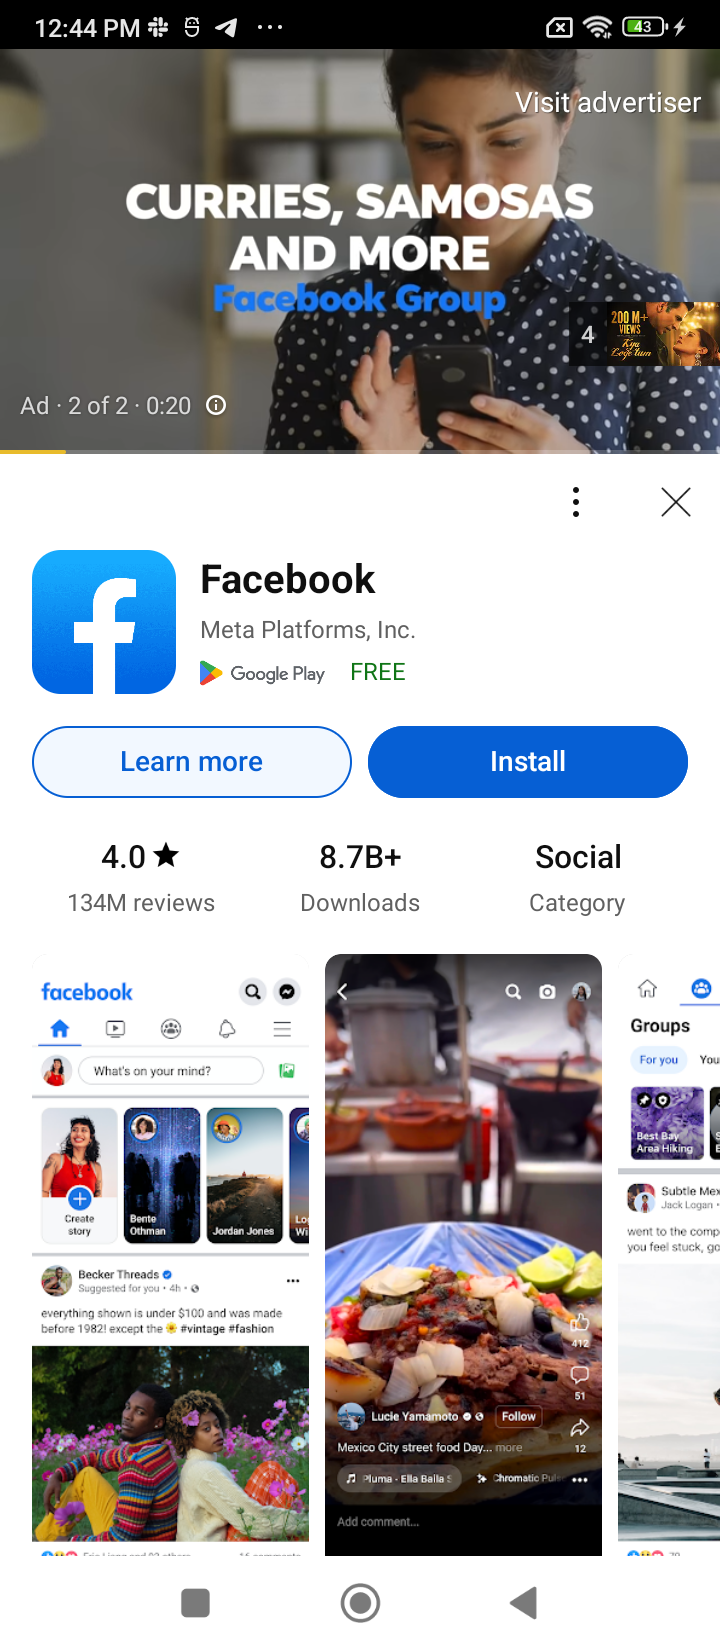 12:44 PM
43
Visit advertiser
CURRIES, SAMOSAS
AND MORE
Facebook Group
4
200 M+
VIEWS
Kya
Loge tum
Ad · 2 of 2 · 0:20
Facebook
Meta Platforms, Inc.
Google Play FREE
Learn more
Install
4.0★
134M reviews
8.7B+
Downloads
Social
Category
facebook
What's on your mind?
Create
story
Bente
Othman
Jordan Jones
Becker Threads
Suggested for you • 4h •
everything shown is under $100 and was made
before 1982! except the 🌼 #vintage #fashion
412
51
Lucie Yamamoto
Follow
12
Mexico City street food Day... more
Pluma - Ella Baila S
Chromatic Pul
Add comment...
Groups
For you
You
Best Bay
Area Hiking
Subtle Mex
Jack Logan •
went to the comp
you feel stuck, go